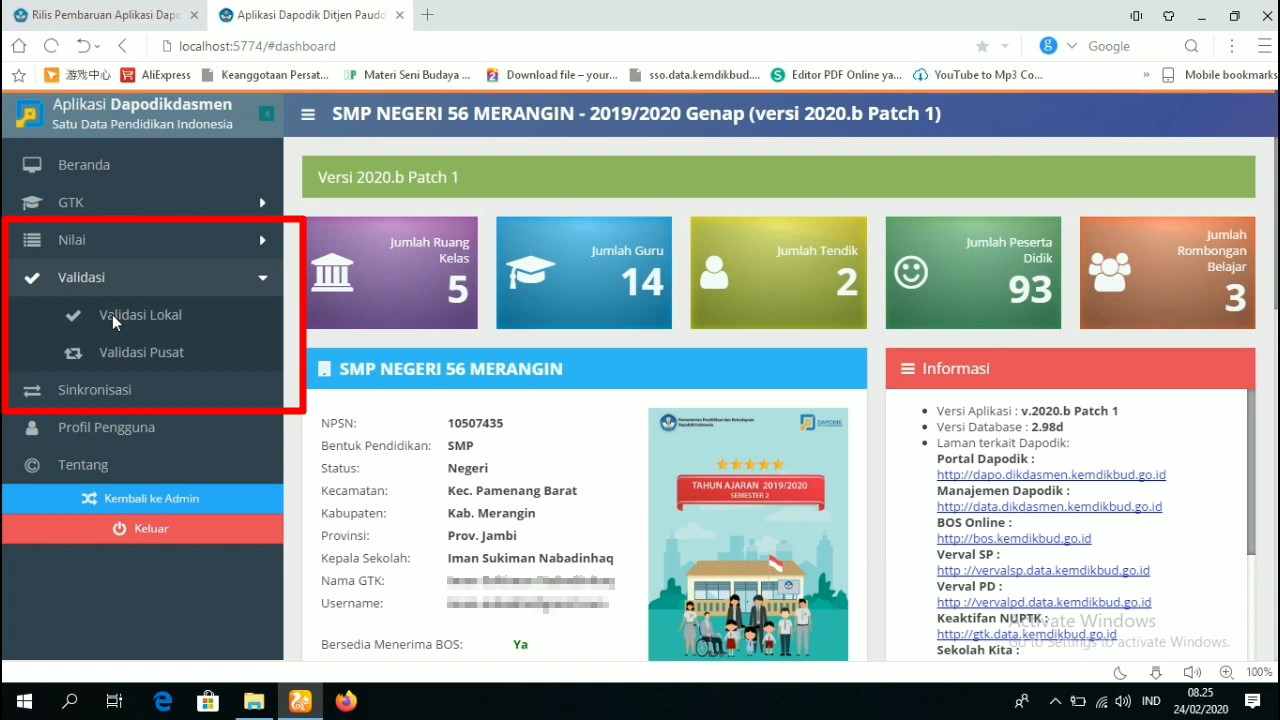 Rilis Pembaruan Aplikasi Dapo
Aplikasi Dapodik Ditjen Paudd
localhost:5774/#dashboard
Google
游戏中心
AliExpress
Keanggotaan Persat...
Materi Seni Budaya ...
Download file – your...
sso.data.kemdikbud....
Editor PDF Online ya...
YouTube to Mp3 Co...
»
Mobile bookmarks
Aplikasi Dapodikdasmen
Satu Data Pendidikan Indonesia
SMP NEGERI 56 MERANGIN - 2019/2020 Genap (versi 2020.b Patch 1)
Beranda
GTK
Nilai
Validasi
Validasi Lokal
Validasi Pusat
Sinkronisasi
Profil Pengguna
Tentang
Kembali ke Admin
Keluar
Versi 2020.b Patch 1
Jumlah Ruang
Kelas
5
Jumlah Guru
14
Jumlah Tendik
2
Jumlah Peserta
Didik
93
Jumlah
Rombongan
Belajar
3
SMP NEGERI 56 MERANGIN
NPSN: 10507435
Bentuk Pendidikan: SMP
Status: Negeri
Kecamatan: Kec. Pamenang Barat
Kabupaten: Kab. Merangin
Provinsi: Prov. Jambi
Kepala Sekolah: Iman Sukiman Nabadinhaq
Nama GTK:
Username:
Bersedia Menerima BOS: Ya
Kementerian Pendidikan dan Kebudayaan
Republik Indonesia
DAPODIK
TAHUN AJARAN 2019/2020
SEMESTER 2
Informasi
Versi Aplikasi : v.2020.b Patch 1
Versi Database : 2.98d
Laman terkait Dapodik:
Portal Dapodik :
http://dapo.dikdasmen.kemdikbud.go.id
Manajemen Dapodik :
http://data.dikdasmen.kemdikbud.go.id
BOS Online :
http://bos.kemdikbud.go.id
Verval SP :
http ://vervalsp.data.kemdikbud.go.id
Verval PD :
http ://vervalpd.data.kemdikbud.go.id
Keaktifan NUPTK :
http://gtk.data.kemdikbud.go.id
Sekolah Kita :
Activate Windows
Go to Settings to activate Windows.
100%
IND
08.25
24/02/2020